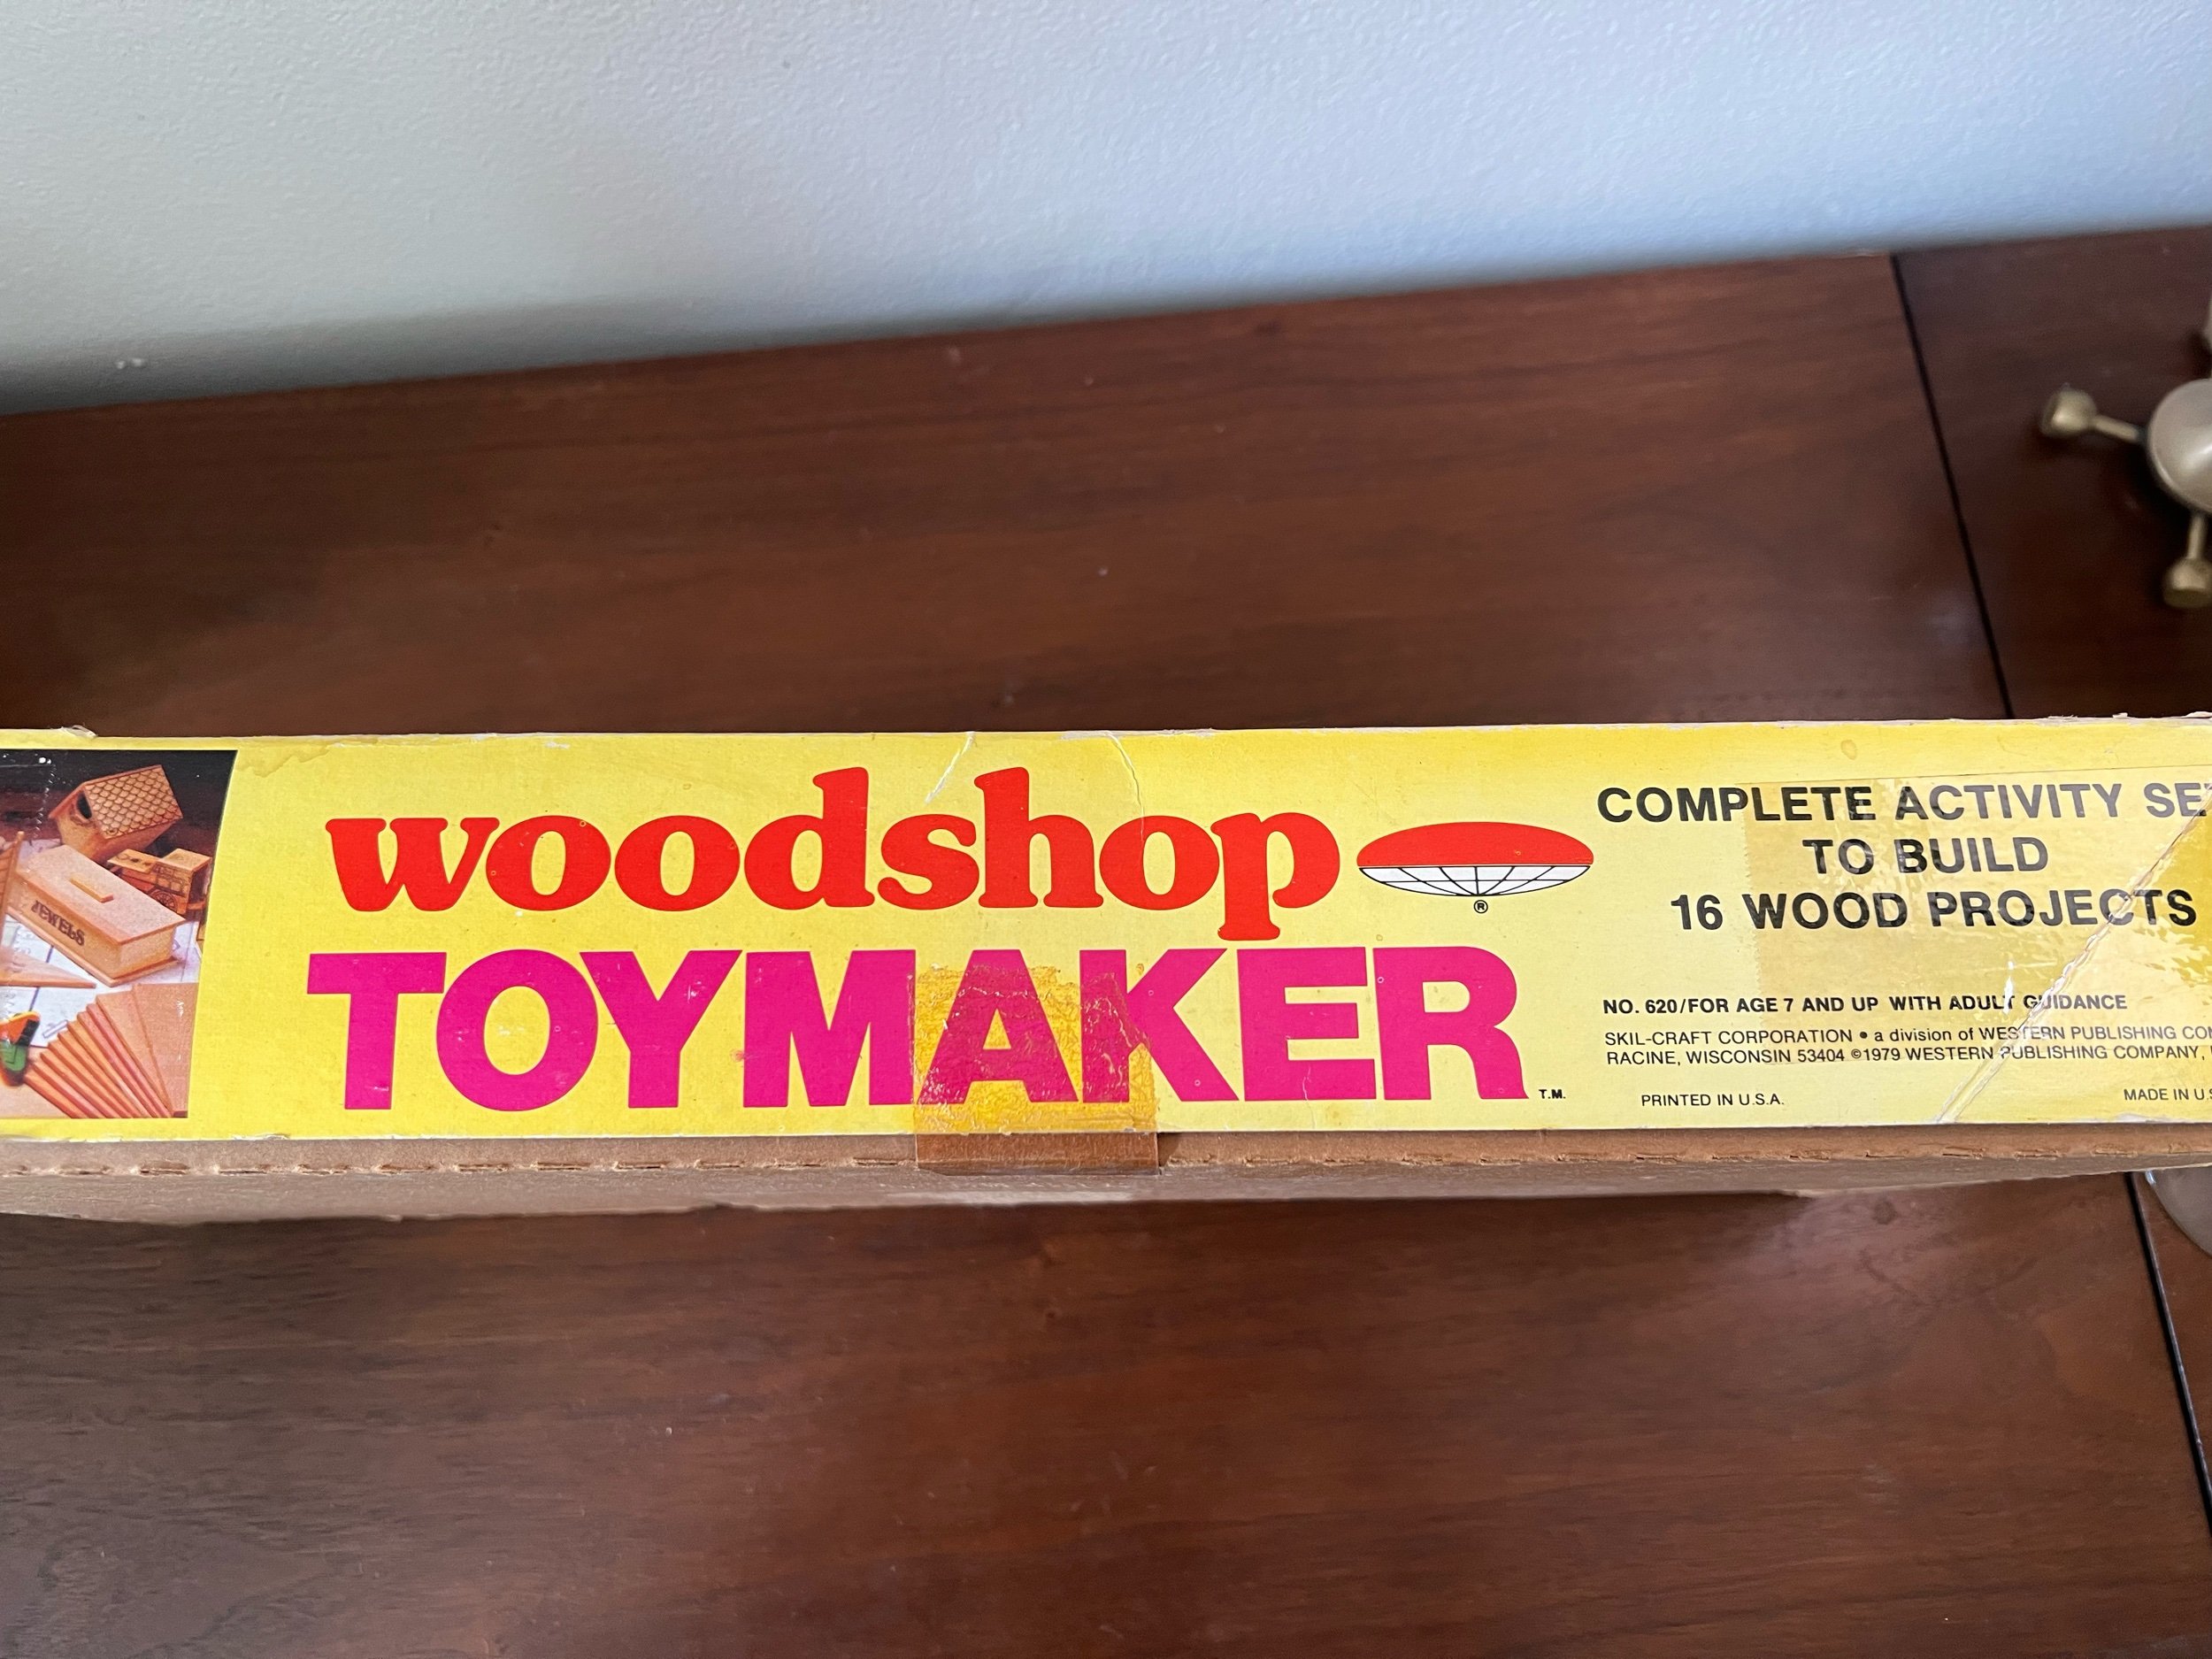 JEWELS
woodshop
®
TOYMAKER
T.M.
COMPLETE ACTIVITY SE
TO BUILD
16 WOOD PROJECTS
NO. 620/FOR AGE 7 AND UP WITH ADULT GUIDANCE
SKIL-CRAFT CORPORATION • a division of WESTERN PUBLISHING CO
RACINE, WISCONSIN 53404 ©1979 WESTERN PUBLISHING COMPANY,
PRINTED IN U.S.A.
MADE IN U.S